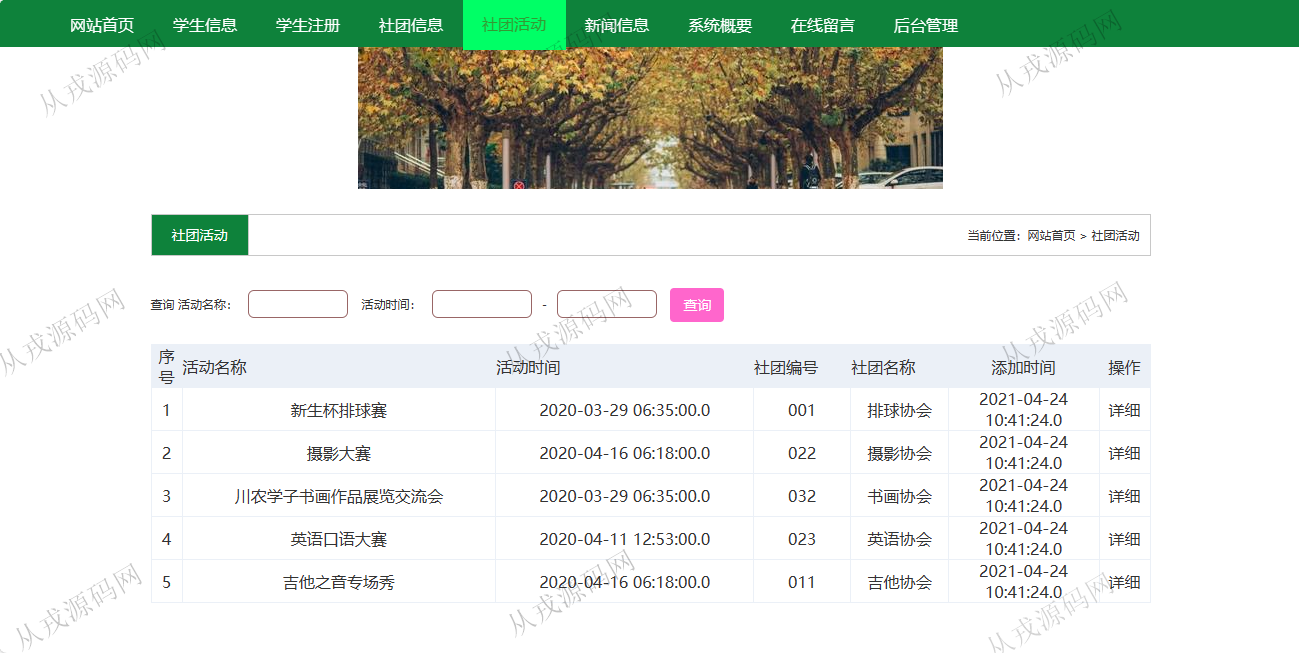 网站首页 学生信息 学生注册 社团信息 社团活动 新闻信息 系统概要 在线留言 后台管理
从戎源码网 从戎源码网
社团活动 当前位置：网站首页 > 社团活动
查询 活动名称： 活动时间： - 查询
从戎源码网 从戎源码网 从戎源码网
序号 活动名称 活动时间 社团编号 社团名称 添加时间 操作
1 新生杯排球赛 2020-03-29 06:35:00.0 001 排球协会 2021-04-24 10:41:24.0 详细
2 摄影大赛 2020-04-16 06:18:00.0 022 摄影协会 2021-04-24 10:41:24.0 详细
3 川农学子书画作品展览交流会 2020-03-29 06:35:00.0 032 书画协会 2021-04-24 10:41:24.0 详细
4 英语口语大赛 2020-04-11 12:53:00.0 023 英语协会 2021-04-24 10:41:24.0 详细
5 吉他之音专场秀 2020-04-16 06:18:00.0 011 吉他协会 2021-04-24 10:41:24.0 详细
从戎源码网 从戎源码网 从戎源码网